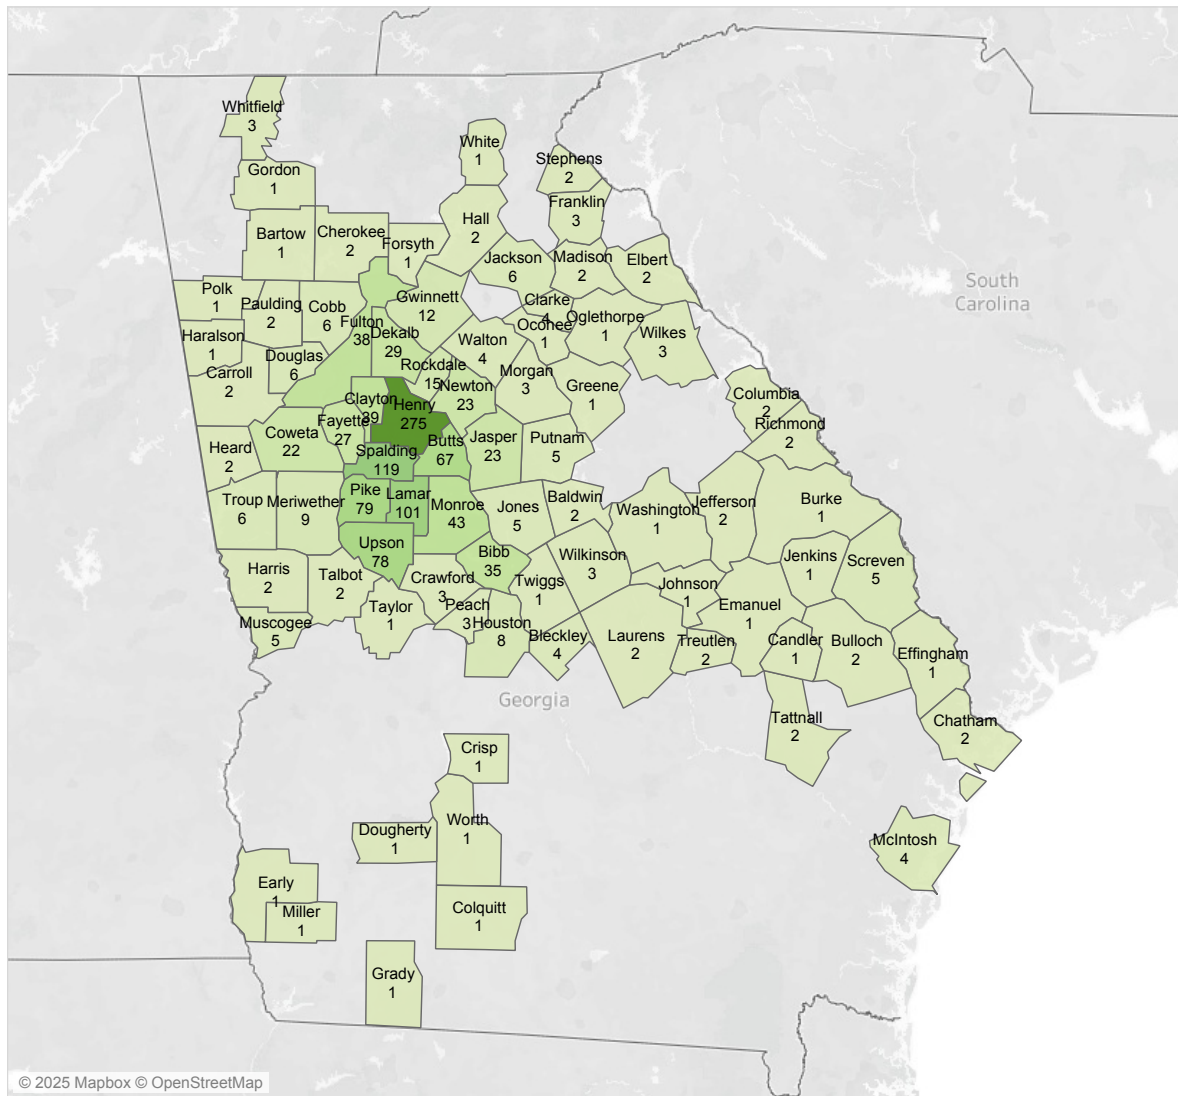 Whitfield
3
White
1
Stephens
2
Gordon
1
Franklin
3
Hall
2
Bartow
1
Cherokee
2
Forsyth
1
Jackson
6
Madison
2
Elbert
2
Polk
1
Paulding
2
Cobb
6
Gwinnett
12
Clarke
4
Fulton
38
Dekalb
29
Oconee
1
Oglethorpe
1
Wilkes
3
Haralson
1
Douglas
6
Walton
4
Carroll
2
Rockdale
15
Morgan
3
Newton
23
Greene
1
Clayton
39
Henry
275
Columbia
2
Richmond
2
Fayette
27
Coweta
22
Butts
67
Jasper
23
Putnam
5
Heard
2
Spalding
119
Troup
6
Meriwether
9
Pike
79
Lamar
101
Monroe
43
Jones
5
Baldwin
2
Washington
1
Jefferson
2
Burke
1
Upson
78
Bibb
35
Wilkinson
3
Jenkins
1
Screven
5
Harris
2
Talbot
2
Crawford
3
Twiggs
1
Johnson
1
Taylor
1
Peach
3
Houston
8
Emanuel
1
Muscogee
5
Bleckley
4
Laurens
2
Treutlen
2
Candler
1
Bulloch
2
Effingham
1
Tattnall
2
Chatham
2
Crisp
1
Worth
1
Dougherty
1
McIntosh
4
Early
1
Miller
1
Colquitt
1
Grady
1
South
Carolina
Georgia
© 2025 Mapbox © OpenStreetMap